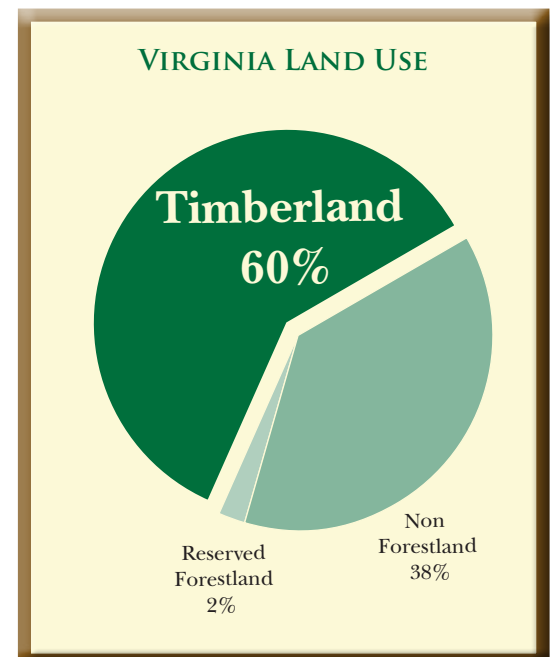 Virginia Land Use
Timberland
60%
Non
Forestland
38%
Reserved
Forestland
2%